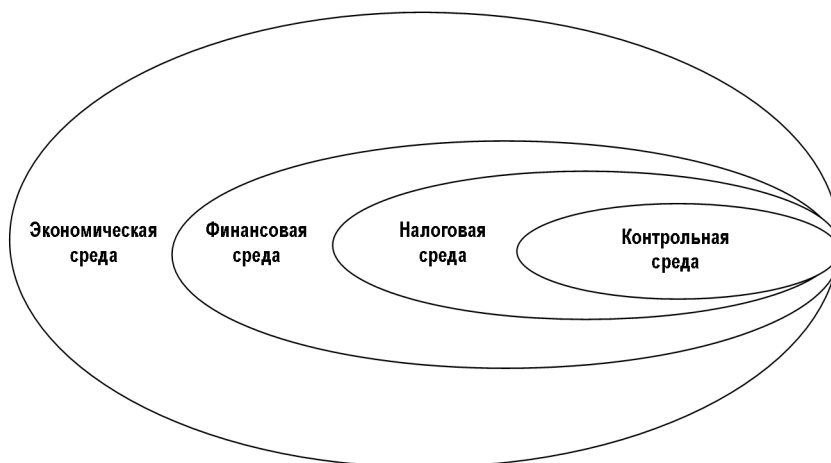 Экономическая
среда
Финансовая
среда
Налоговая
среда
Контрольная
среда